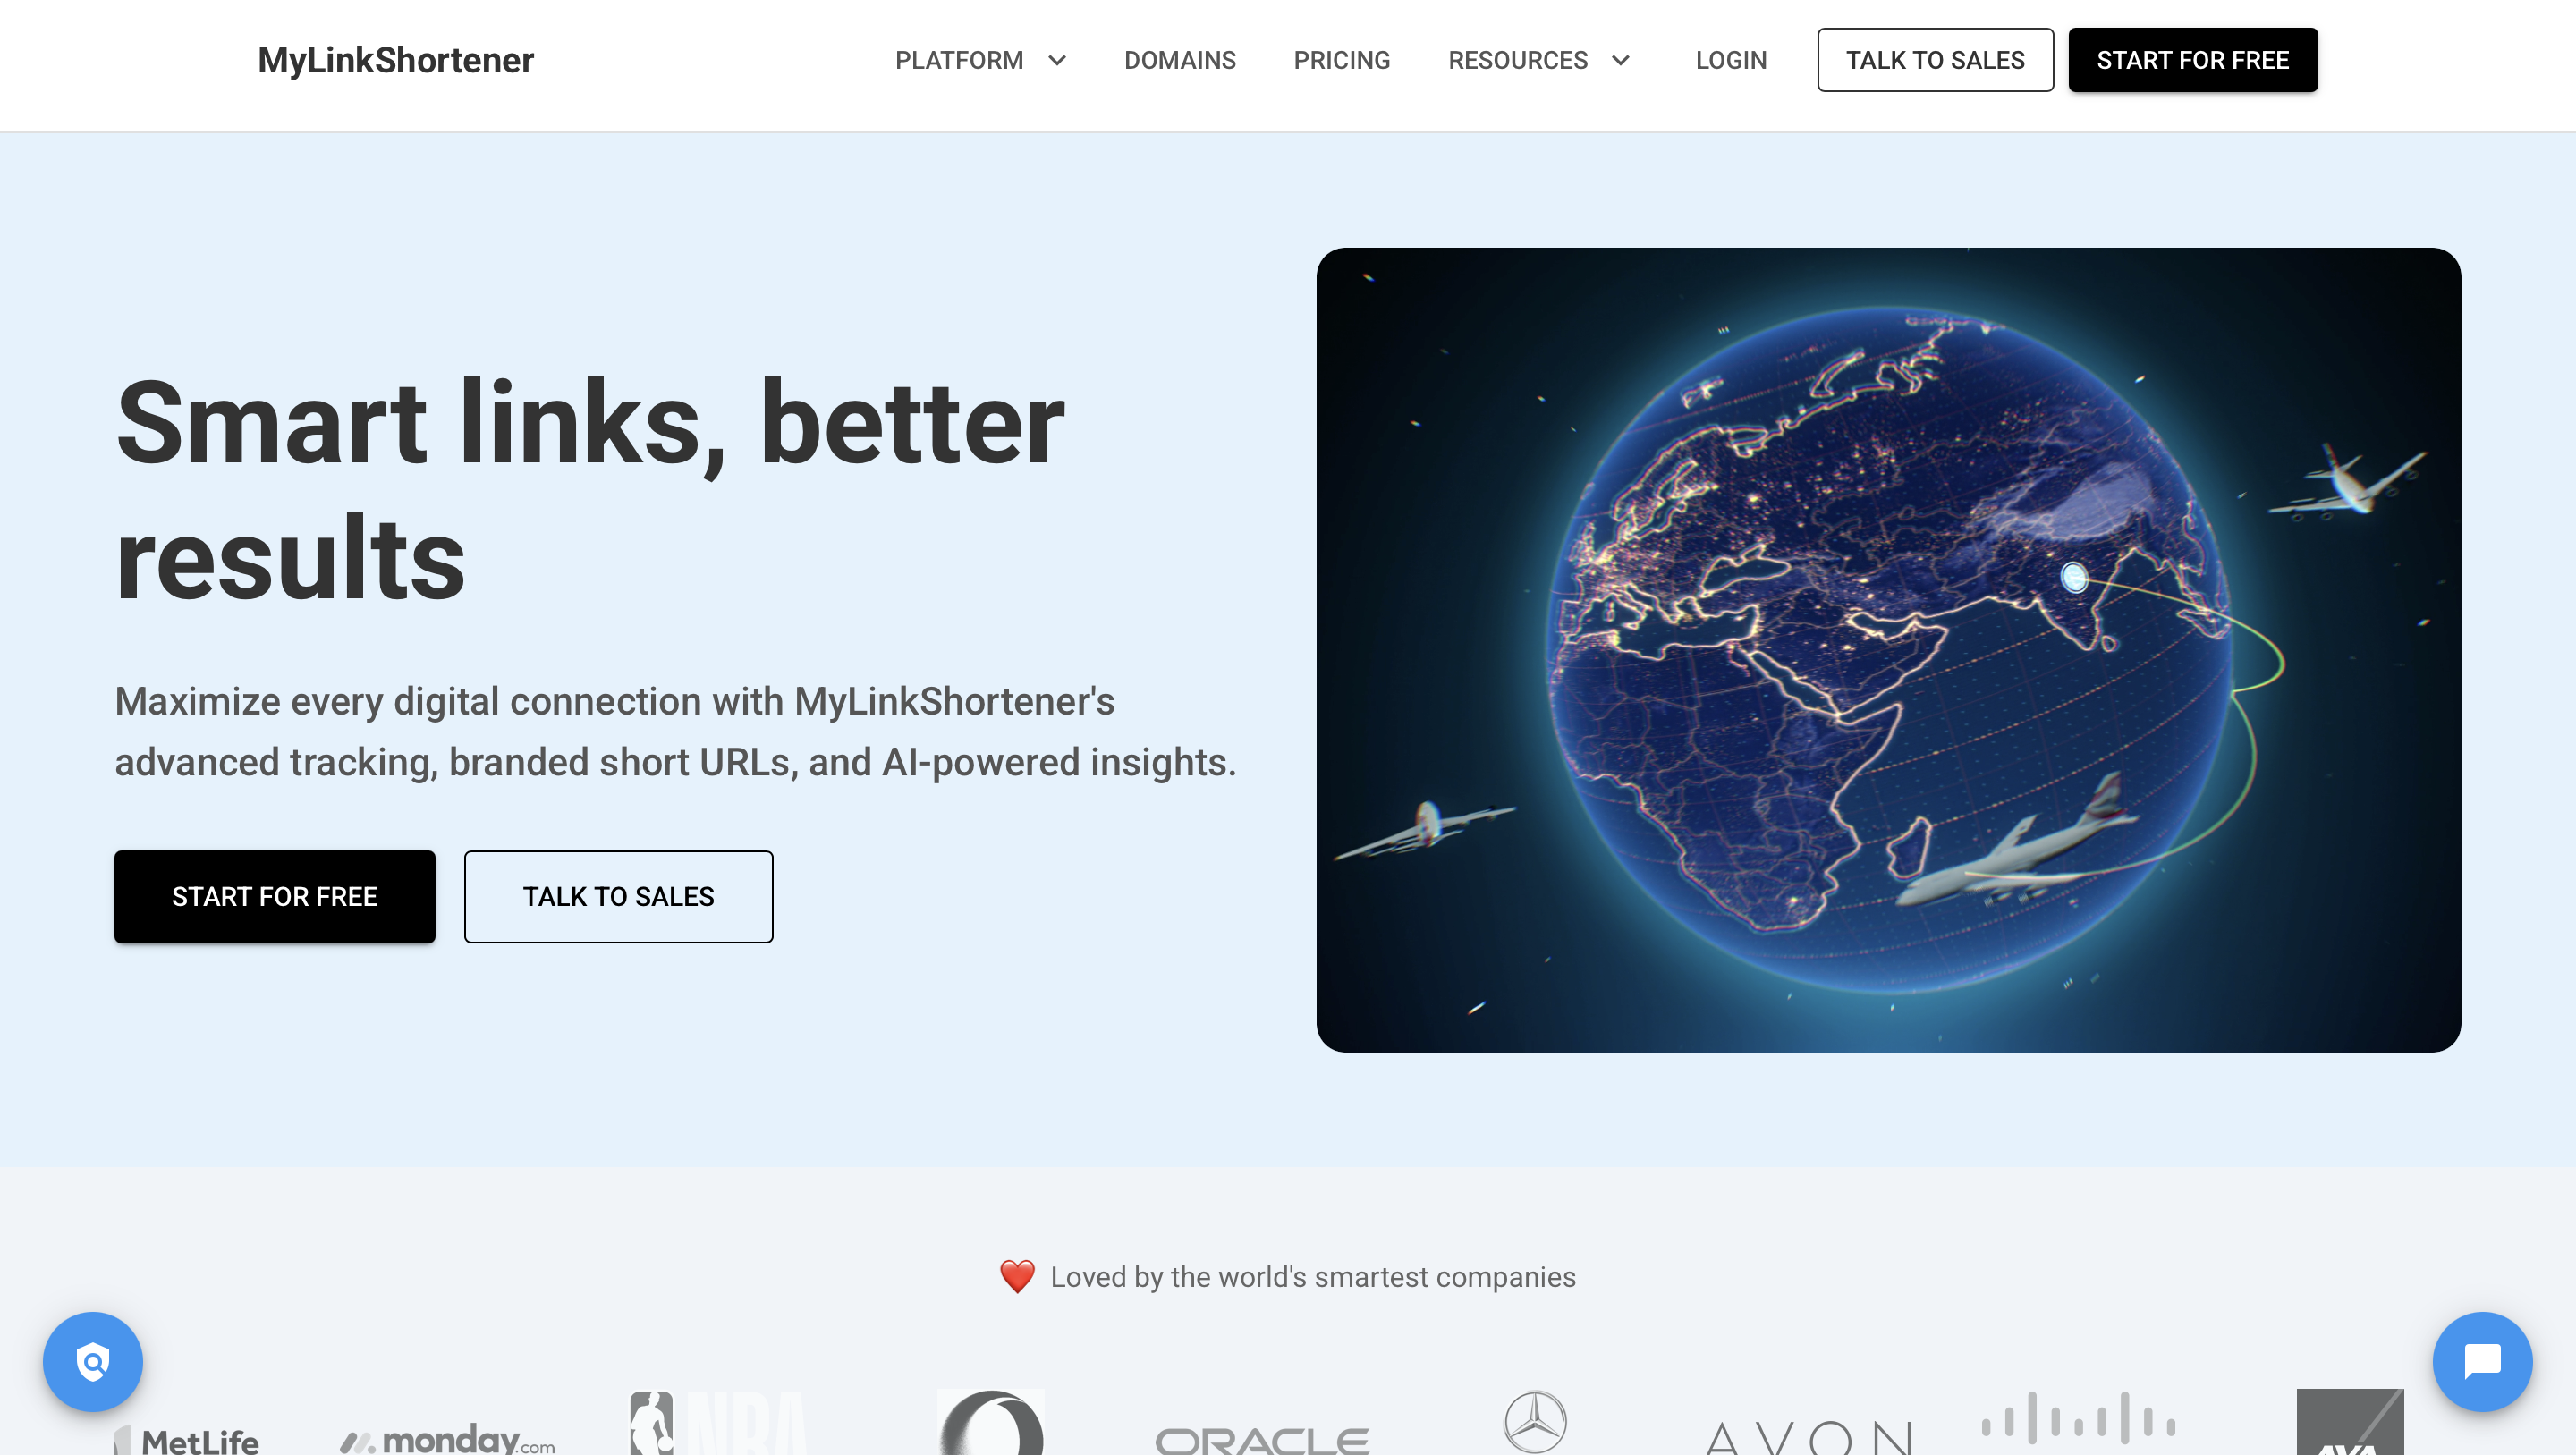 MyLinkShortener
PLATFORM
DOMAINS
PRICING
RESOURCES
LOGIN
TALK TO SALES
START FOR FREE
Smart links, better
results
Maximize every digital connection with MyLinkShortener's
advanced tracking, branded short URLs, and AI-powered insights.
START FOR FREE
TALK TO SALES
❤️ Loved by the world's smartest companies
MetLife
monday.com
NBA
ORACLE
AVON
AXA